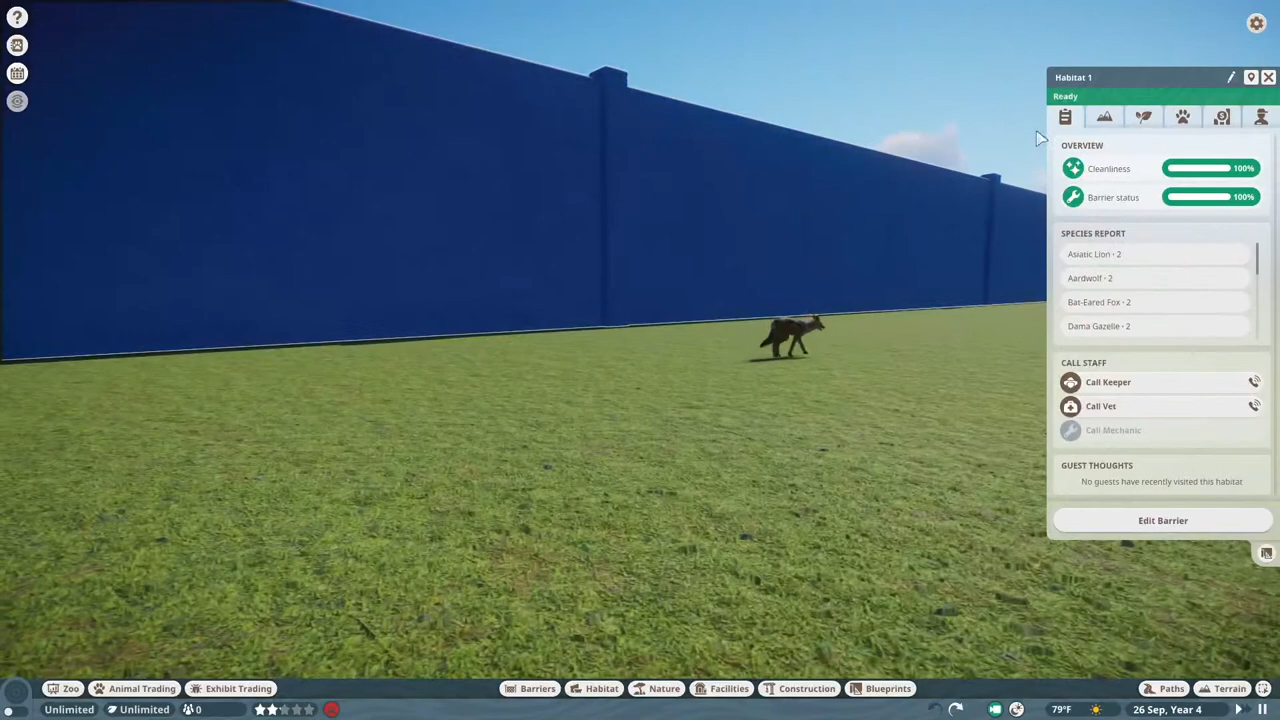 ?
Habitat 1
Ready
OVERVIEW
Cleanliness 100%
Barrier status 100%
SPECIES REPORT
Asiatic Lion • 2
Aardwolf • 2
Bat-Eared Fox • 2
Dama Gazelle • 2
CALL STAFF
Call Keeper
Call Vet
Call Mechanic
GUEST THOUGHTS
No guests have recently visited this habitat
Edit Barrier
Zoo Animal Trading Exhibit Trading Barriers Habitat Nature Facilities Construction Blueprints Paths Terrain
Unlimited Unlimited 0 79°F 26 Sep, Year 4